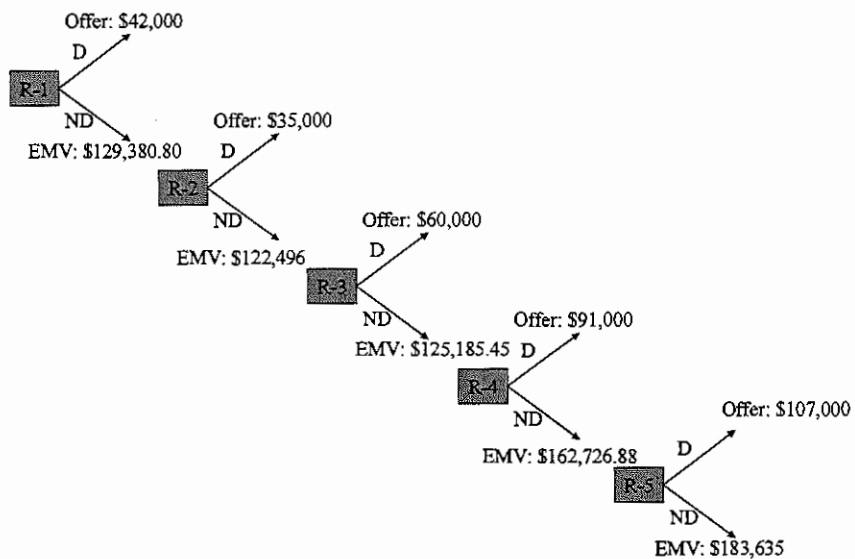 Offer: $42,000
D
R-1
ND
EMV: $129,380.80
Offer: $35,000
D
R-2
ND
EMV: $122,496
Offer: $60,000
D
R-3
ND
EMV: $125,185.45
Offer: $91,000
D
R-4
ND
EMV: $162,726.88
Offer: $107,000
D
R-5
ND
EMV: $183,635